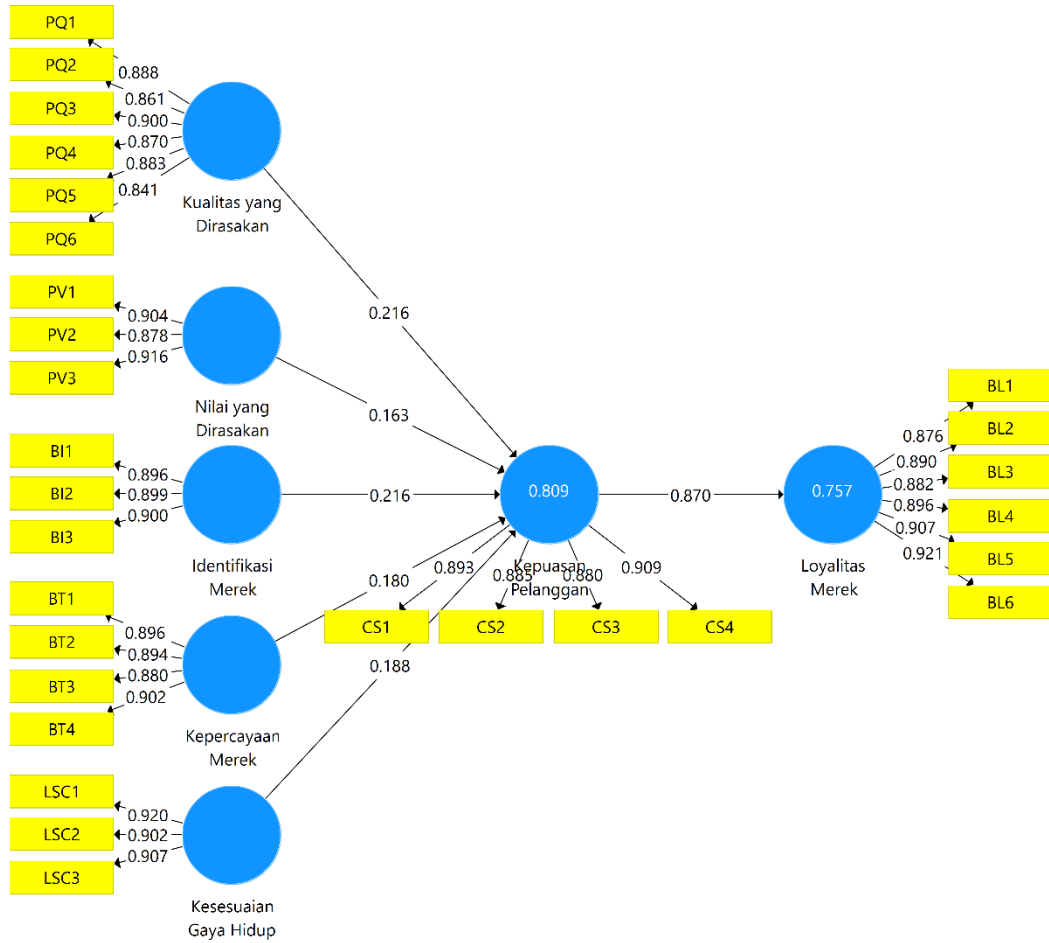 PQ1
PQ2
PQ3
PQ4
PQ5
PQ6
0.888
0.861
0.900
0.870
0.883
0.841
Kualitas yang
Dirasakan
0.216
PV1
PV2
PV3
0.904
0.878
0.916
Nilai yang
Dirasakan
0.163
BI1
BI2
BI3
0.896
0.899
0.900
Identifikasi
Merek
0.216
BT1
BT2
BT3
BT4
0.896
0.894
0.880
0.902
Kepercayaan
Merek
0.180
LSC1
LSC2
LSC3
0.920
0.902
0.907
Kesesuaian
Gaya Hidup
0.188
0.809
Kepuasan
Pelanggan
0.893
0.885
0.880
0.909
CS1
CS2
CS3
CS4
0.870
0.757
Loyalitas
Merek
0.876
0.890
0.882
0.896
0.907
0.921
BL1
BL2
BL3
BL4
BL5
BL6